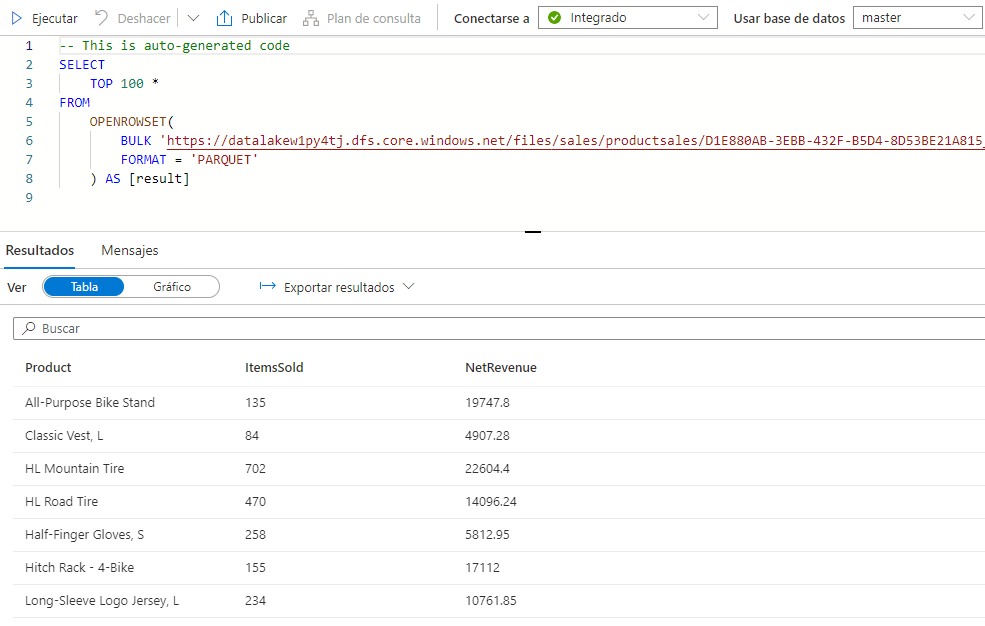 Ejecutar Deshacer Publicar Plan de consulta Conectarse a Integrado Usar base de datos master
1 -- This is auto-generated code
2 SELECT
3 TOP 100 *
4 FROM
5 OPENROWSET(
6 BULK 'https://datalakew1py4tj.dfs.core.windows.net/files/sales/productsales/D1E880AB-3EBB-432F-B5D4-8D53BE21A815_
7 FORMAT = 'PARQUET'
8 ) AS [result]
9
Resultados Mensajes
Ver Tabla Gráfico Exportar resultados
Buscar
Product ItemsSold NetRevenue
All-Purpose Bike Stand 135 19747.8
Classic Vest, L 84 4907.28
HL Mountain Tire 702 22604.4
HL Road Tire 470 14096.24
Half-Finger Gloves, S 258 5812.95
Hitch Rack - 4-Bike 155 17112
Long-Sleeve Logo Jersey, L 234 10761.85